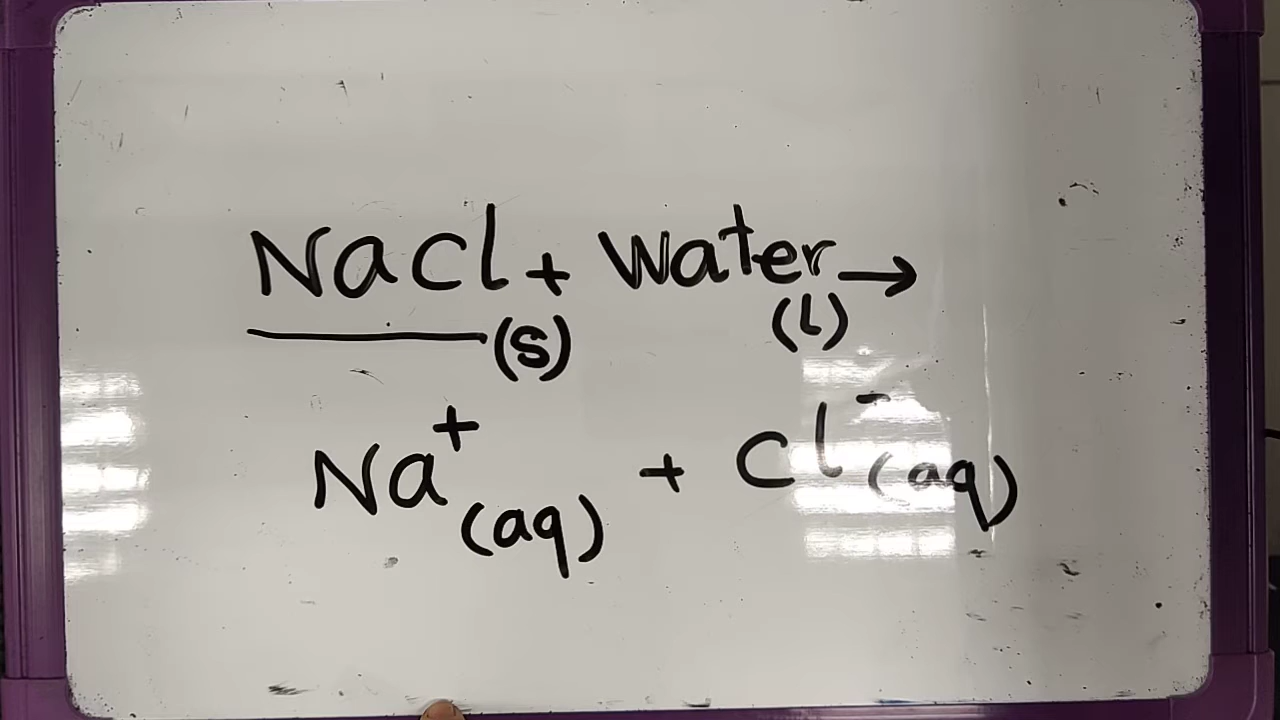 NaCl(s) + Water(l) →
Na⁺(aq) + Cl⁻(aq)